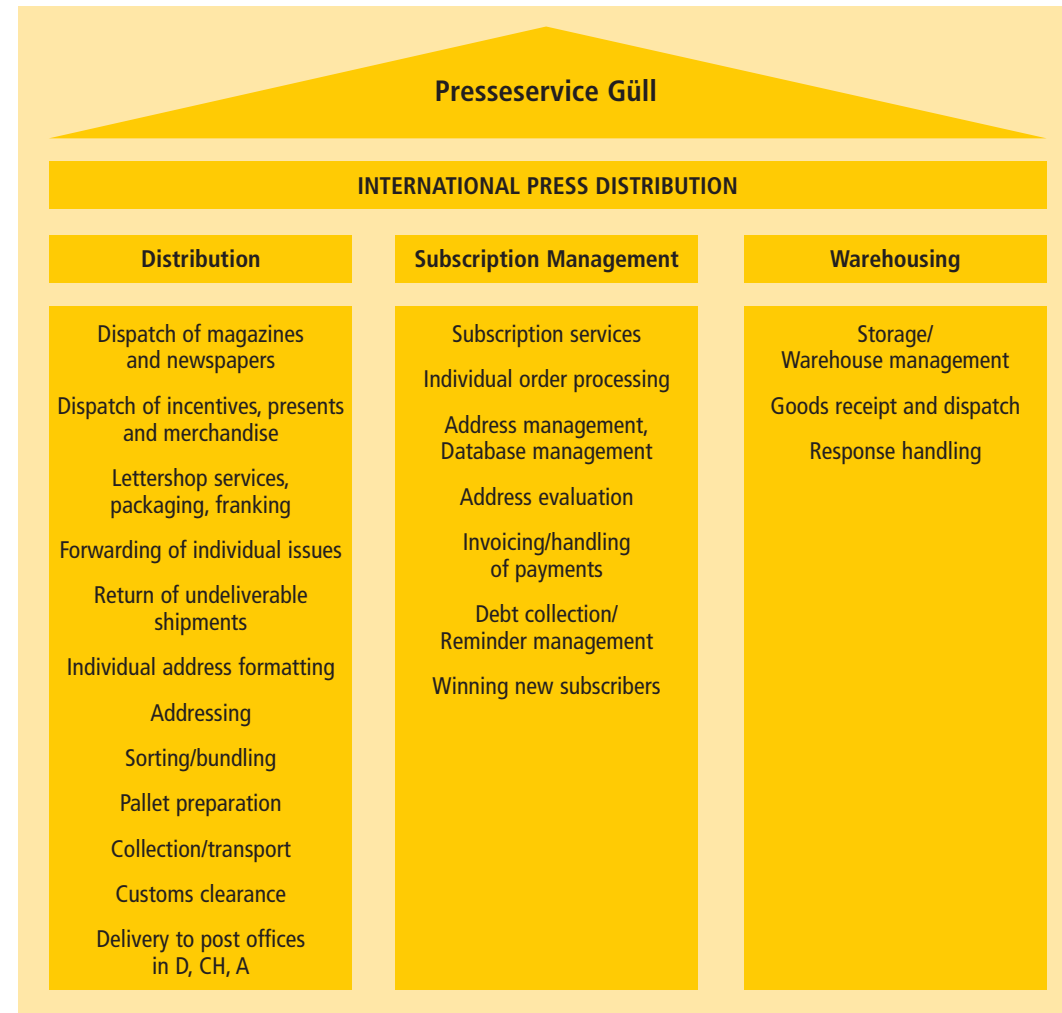 Presseservice Güll
INTERNATIONAL PRESS DISTRIBUTION
Distribution
Dispatch of magazines
and newspapers
Dispatch of incentives, presents
and merchandise
Lettershop services,
packaging, franking
Forwarding of individual issues
Return of undeliverable
shipments
Individual address formatting
Addressing
Sorting/bundling
Pallet preparation
Collection/transport
Customs clearance
Delivery to post offices
in D, CH, A
Subscription Management
Subscription services
Individual order processing
Address management,
Database management
Address evaluation
Invoicing/handling
of payments
Debt collection/
Reminder management
Winning new subscribers
Warehousing
Storage/
Warehouse management
Goods receipt and dispatch
Response handling